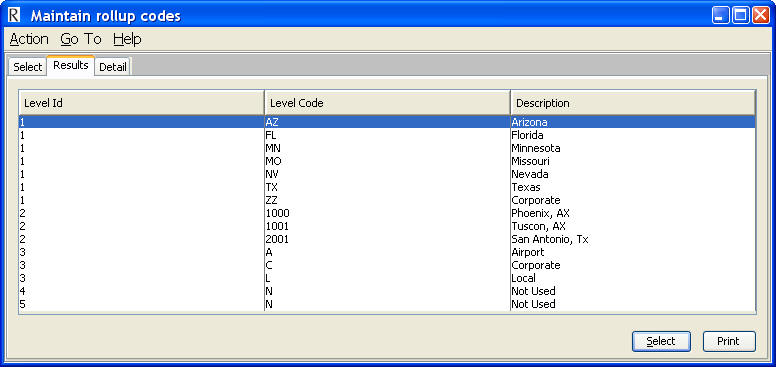 R Maintain rollup codes
Action Go To Help
Select Results Detail
Level Id Level Code Description
1 AZ Arizona
1 FL Florida
1 MN Minnesota
1 MO Missouri
1 NV Nevada
1 TX Texas
1 ZZ Corporate
2 1000 Phoenix, AX
2 1001 Tuscon, AX
2 2001 San Antonio, Tx
3 A Airport
3 C Corporate
3 L Local
4 N Not Used
5 N Not Used
Select Print